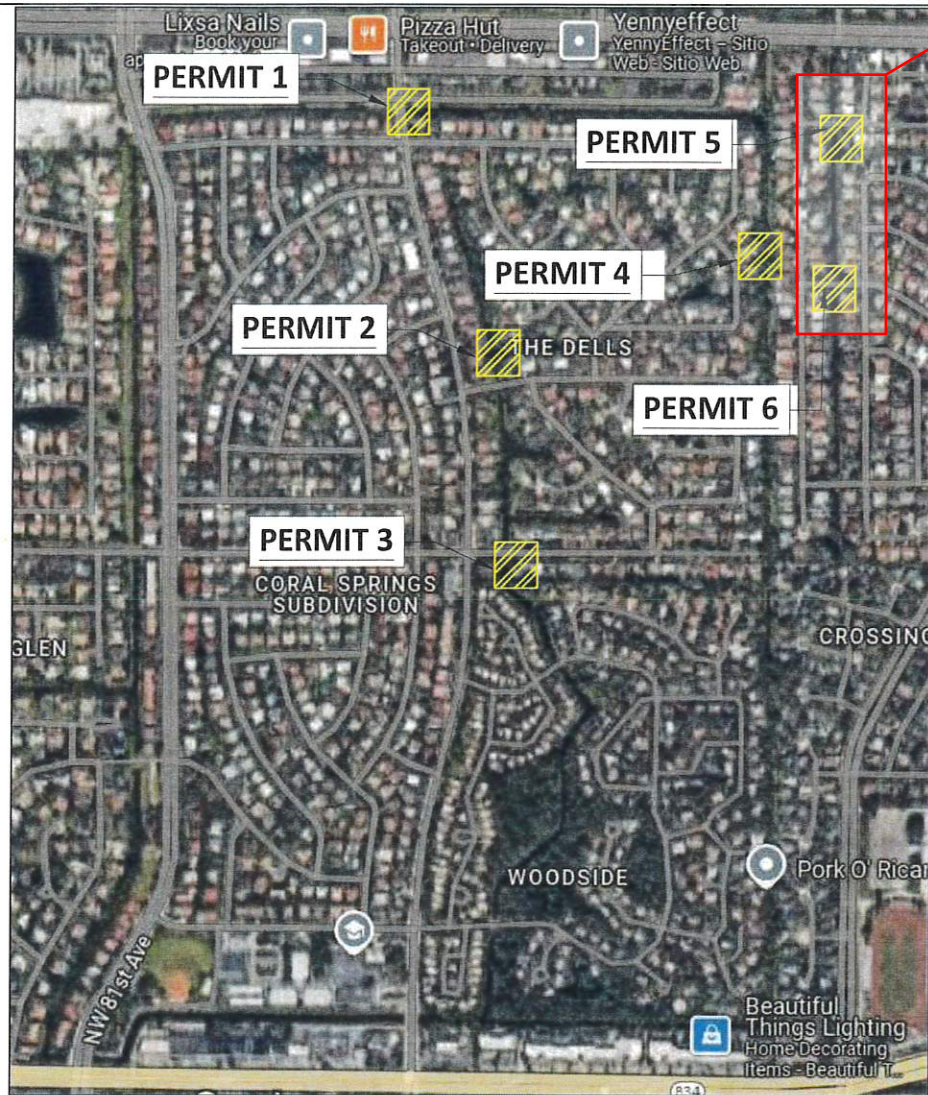 Lixsa Nails
Book your
ap
Pizza Hut
Takeout • Delivery
Yennyeffect
YennyEffect – Sitio
Web - Sitio Web
PERMIT 1
PERMIT 5
PERMIT 4
PERMIT 2
THE DELLS
PERMIT 6
PERMIT 3
CORAL SPRINGS
SUBDIVISION
GLEN
CROSSING
WOODSIDE
Pork O' Rican
NW 81st Ave
Beautiful
Things Lighting
Home Decorating
Items - Beautiful T...
834